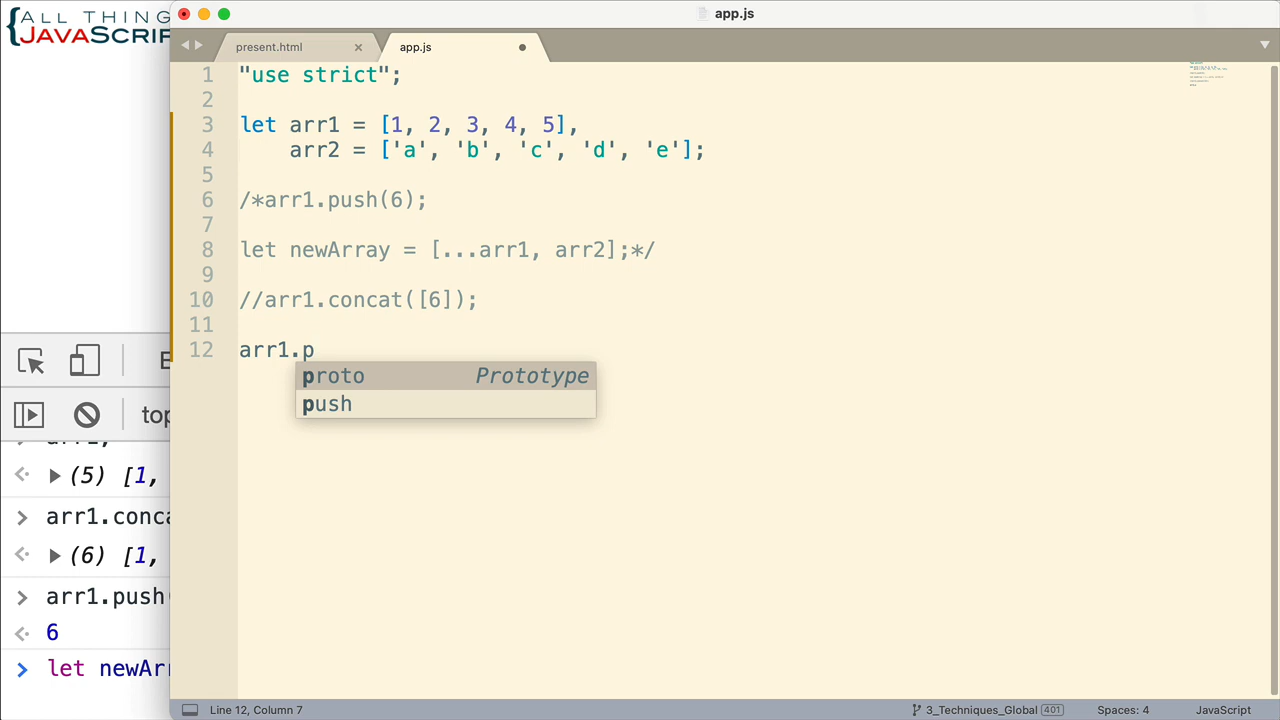 {ALL THINGS
JAVASCRIP
app.js
present.html
app.js
1 "use strict";
2
3 let arr1 = [1, 2, 3, 4, 5],
4 arr2 = ['a', 'b', 'c', 'd', 'e'];
5
6 /*arr1.push(6);
7
8 let newArray = [...arr1, arr2];*/
9
10 //arr1.concat([6]);
11
12 arr1.p
proto Prototype
push
E
top
(5) [1,
arr1.conca
(6) [1,
arr1.push(
6
let newArr
Line 12, Column 7
3_Techniques_Global 401
Spaces: 4
JavaScript